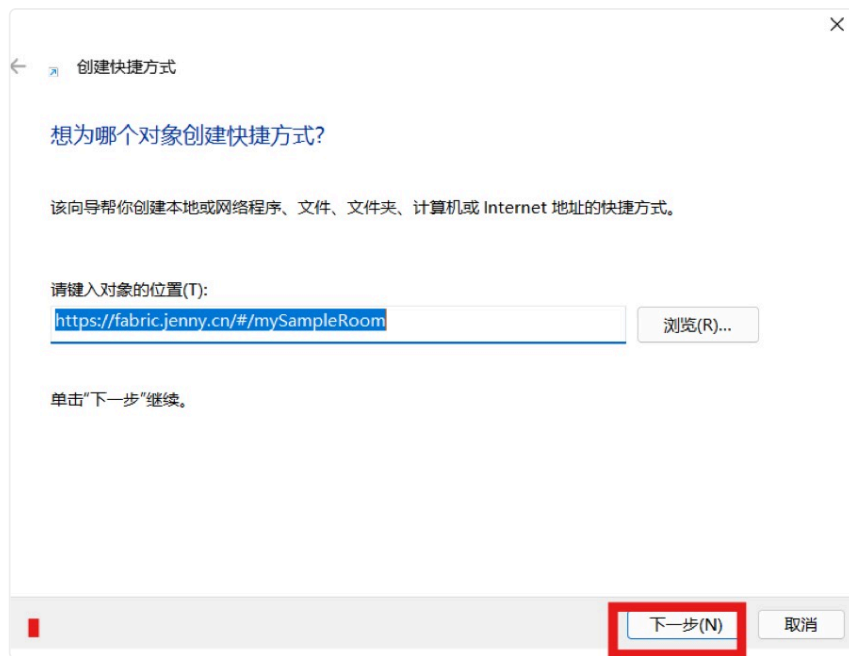 创建快捷方式
想为哪个对象创建快捷方式?
该向导帮你创建本地或网络程序、文件、文件夹、计算机或 Internet 地址的快捷方式。
请键入对象的位置(T):
https://fabric.jenny.cn/#/mySampleRoom
浏览(R)...
单击“下一步”继续。
下一步(N)
取消